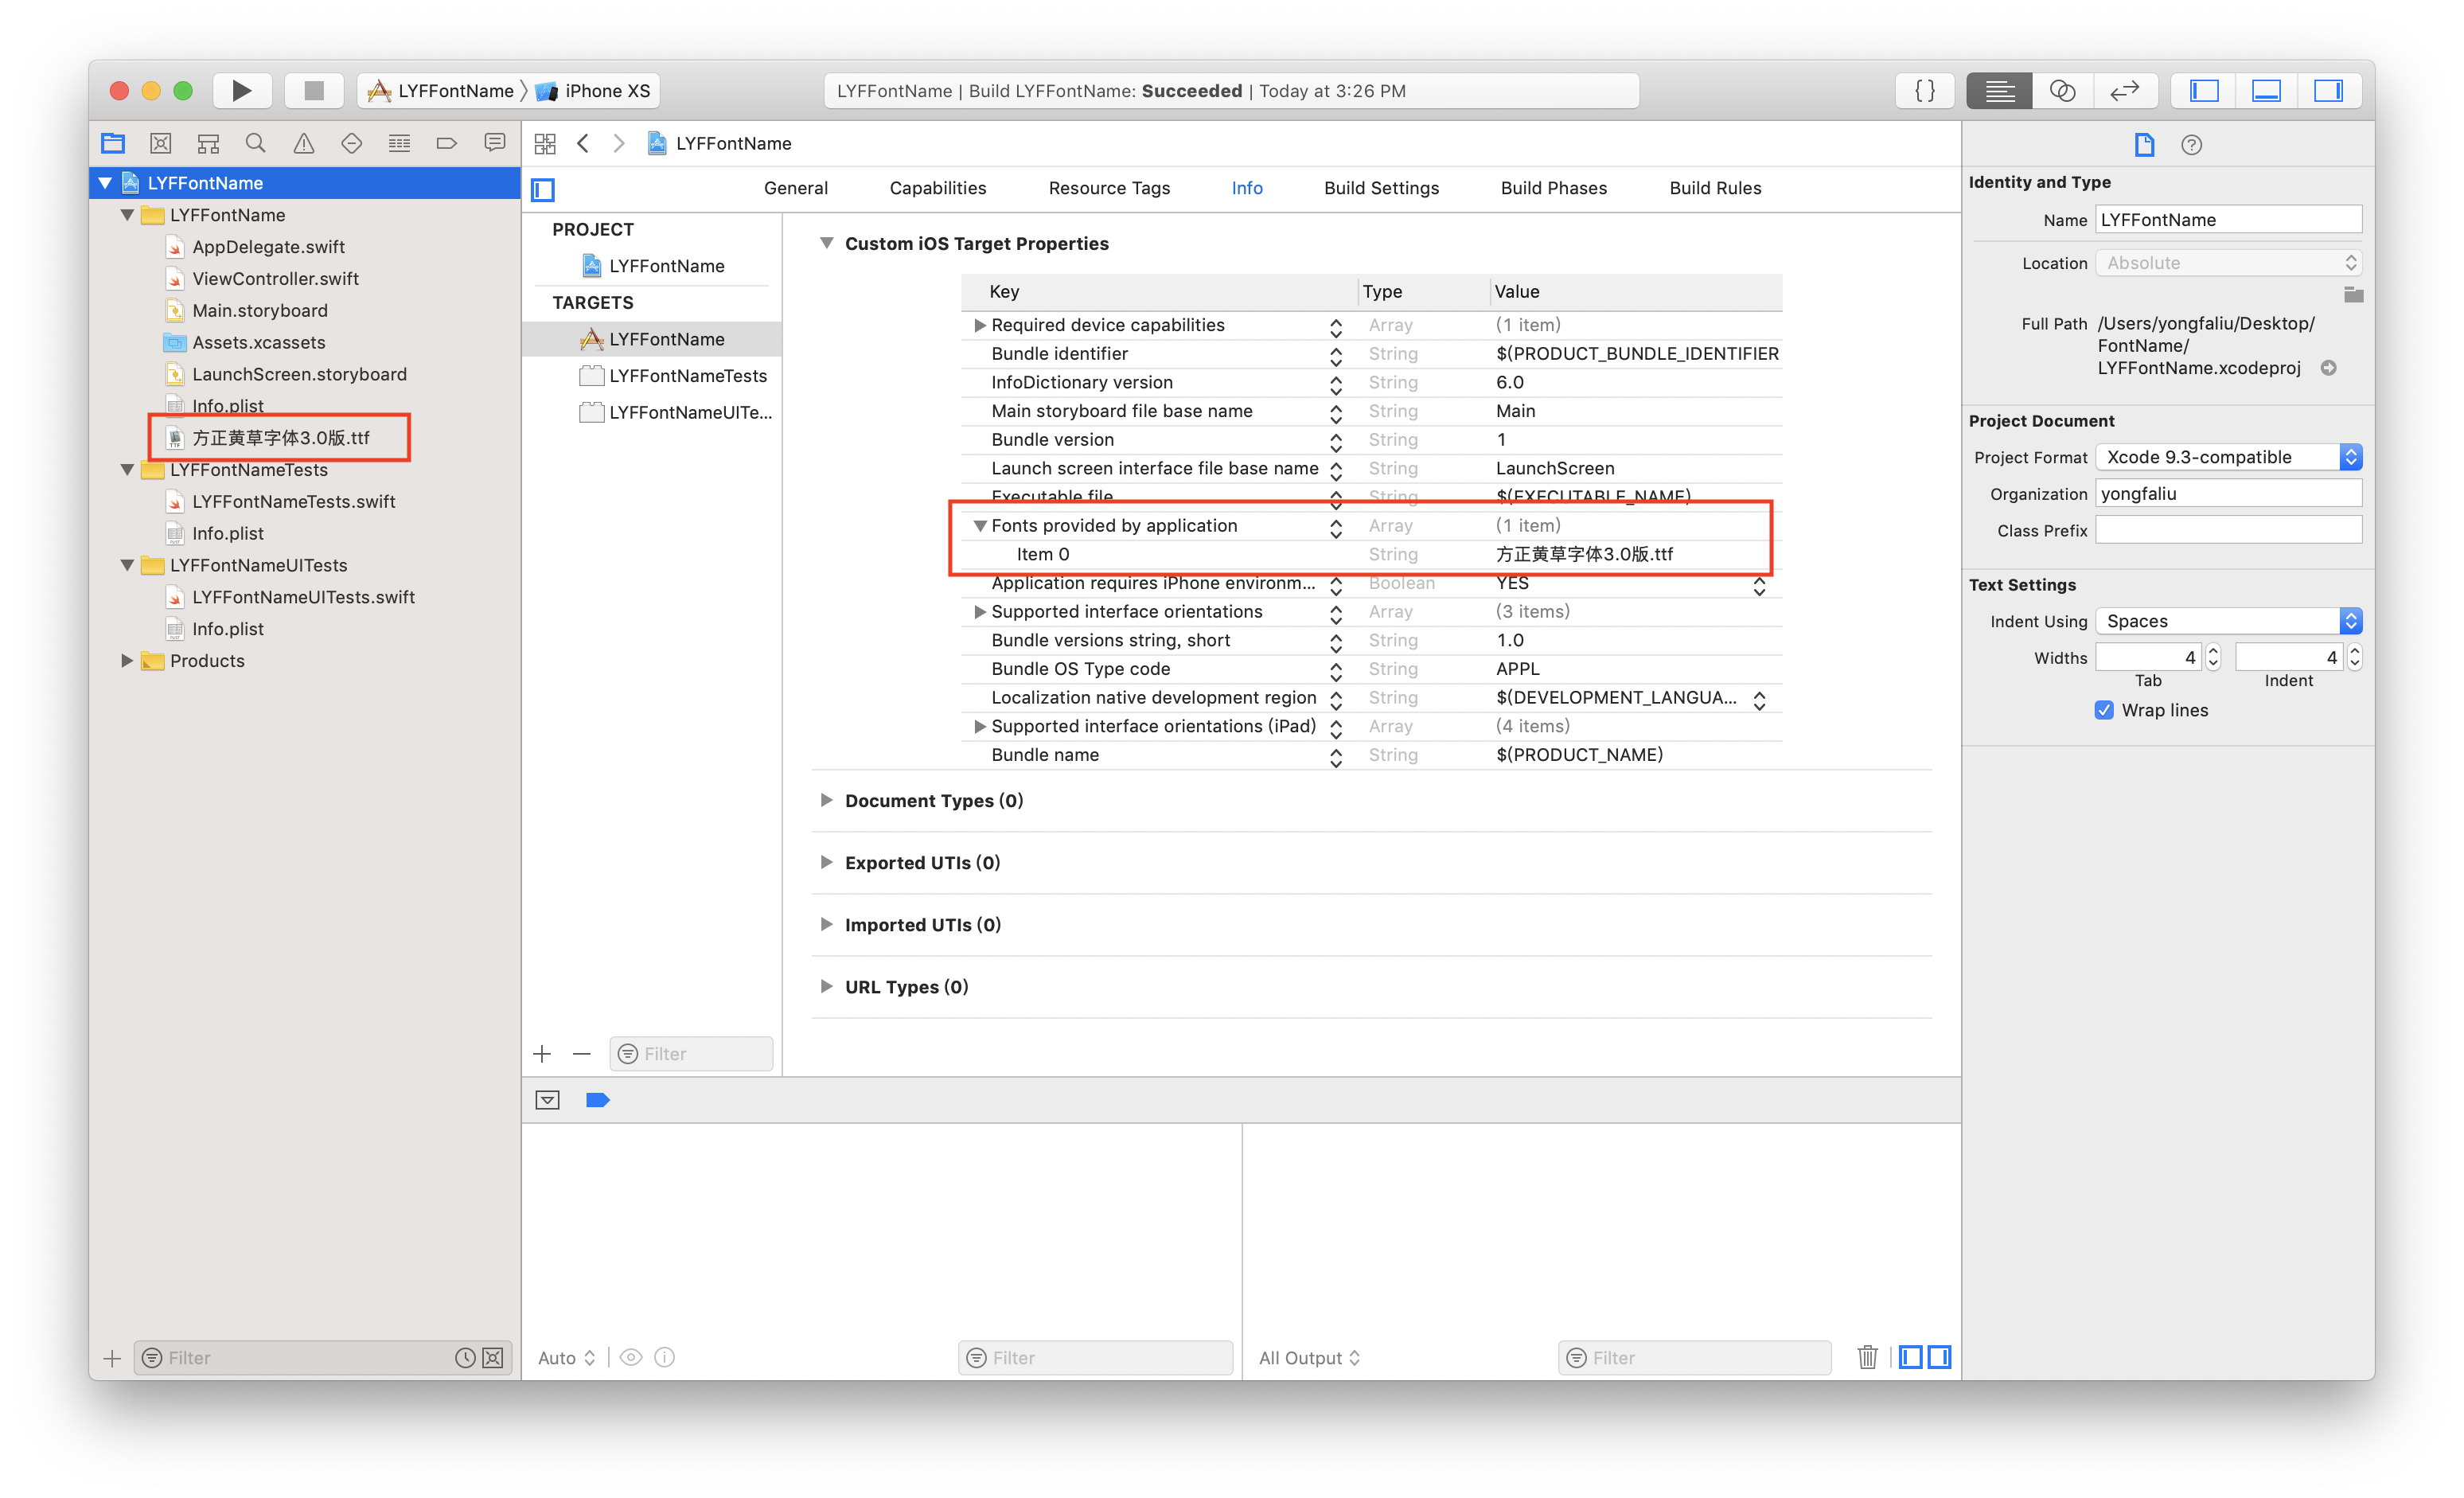 LYFFontName 〉 iPhone XS
LYFFontName | Build LYFFontName: Succeeded | Today at 3:26 PM
{ }
LYFFontName
LYFFontName
AppDelegate.swift
ViewController.swift
Main.storyboard
Assets.xcassets
LaunchScreen.storyboard
Info.plist
方正黄草字体3.0版.ttf
LYFFontNameTests
LYFFontNameTests.swift
Info.plist
LYFFontNameUITests
LYFFontNameUITests.swift
Info.plist
Products
Filter
LYFFontName
General Capabilities Resource Tags Info Build Settings Build Phases Build Rules
PROJECT
LYFFontName
TARGETS
LYFFontName
LYFFontNameTests
LYFFontNameUITe...
Filter
Custom iOS Target Properties
Key Type Value
Required device capabilities Array (1 item)
Bundle identifier String $(PRODUCT_BUNDLE_IDENTIFIER
InfoDictionary version String 6.0
Main storyboard file base name String Main
Bundle version String 1
Launch screen interface file base name String LaunchScreen
Executable file String $(EXECUTABLE_NAME)
Fonts provided by application Array (1 item)
Item 0 String 方正黄草字体3.0版.ttf
Application requires iPhone environm... Boolean YES
Supported interface orientations Array (3 items)
Bundle versions string, short String 1.0
Bundle OS Type code String APPL
Localization native development region String $(DEVELOPMENT_LANGUA...
Supported interface orientations (iPad) Array (4 items)
Bundle name String $(PRODUCT_NAME)
Document Types (0)
Exported UTIs (0)
Imported UTIs (0)
URL Types (0)
Auto
Filter
All Output
Filter
Identity and Type
Name LYFFontName
Location Absolute
Full Path /Users/yongfaliu/Desktop/
FontName/
LYFFontName.xcodeproj
Project Document
Project Format Xcode 9.3-compatible
Organization yongfaliu
Class Prefix
Text Settings
Indent Using Spaces
Widths 4 4
Tab Indent
Wrap lines